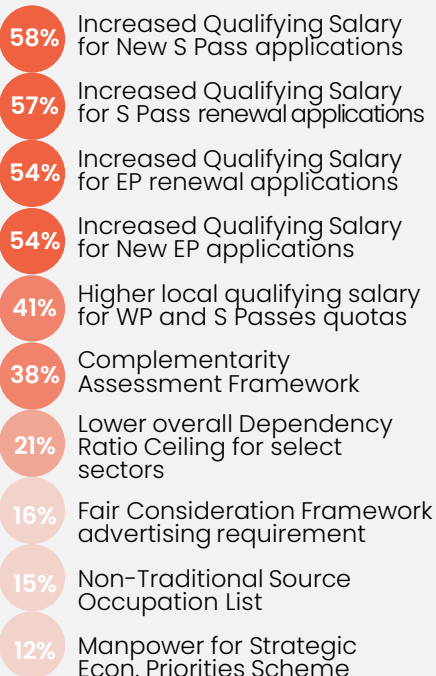 58% Increased Qualifying Salary
for New S Pass applications
57% Increased Qualifying Salary
for S Pass renewal applications
54% Increased Qualifying Salary
for EP renewal applications
54% Increased Qualifying Salary
for New EP applications
41% Higher local qualifying salary
for WP and S Passes quotas
38% Complementarity
Assessment Framework
21% Lower overall Dependency
Ratio Ceiling for select
sectors
16% Fair Consideration Framework
advertising requirement
15% Non-Traditional Source
Occupation List
12% Manpower for Strategic
Econ. Priorities Scheme